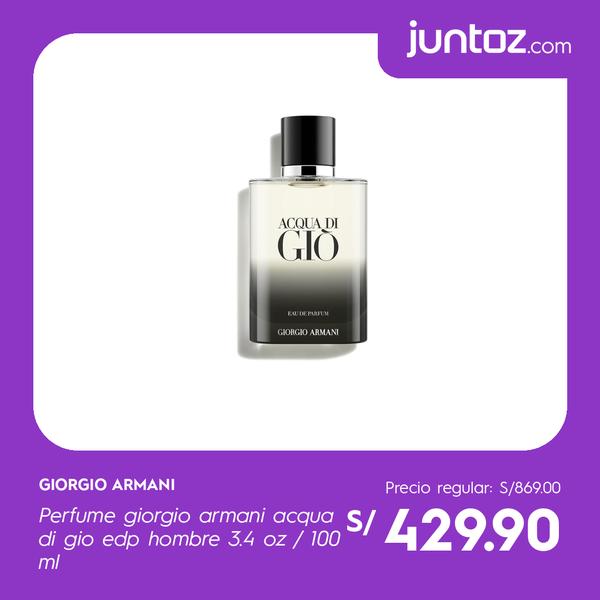 juntoz.com
ACQUA DI
GIÒ
EAU DE PARFUM
GIORGIO ARMANI
GIORGIO ARMANI
Perfume giorgio armani acqua
di gio edp hombre 3.4 oz / 100
ml
Precio regular: S/869.00
S/ 429.90